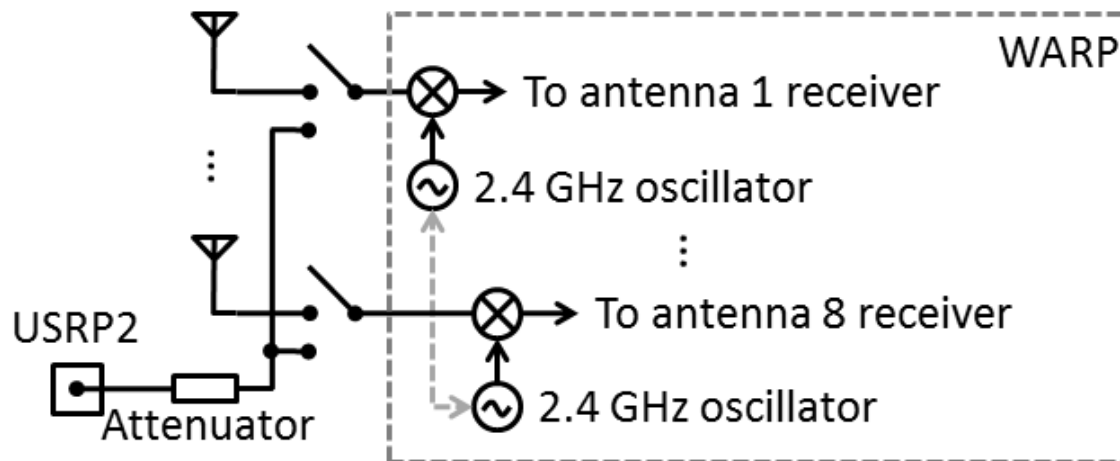 WARP
To antenna 1 receiver
2.4 GHz oscillator
To antenna 8 receiver
USRP2
2.4 GHz oscillator
Attenuator